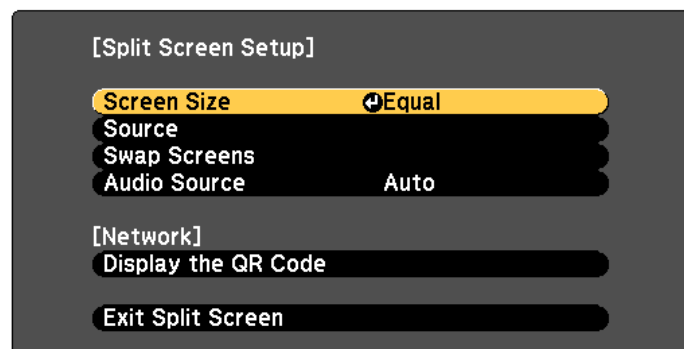 [Split Screen Setup]
Screen Size Equal
Source
Swap Screens
Audio Source Auto
[Network]
Display the QR Code
Exit Split Screen